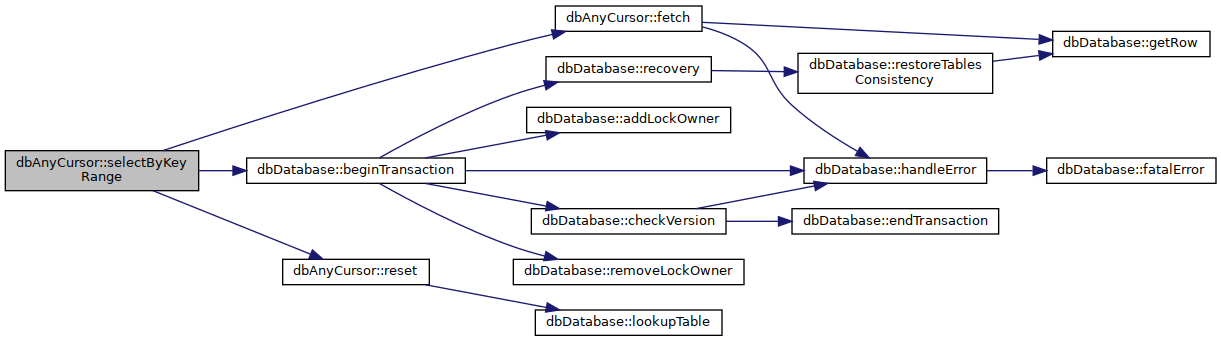 dbAnyCursor::selectByKey
Range
dbAnyCursor::fetch
dbDatabase::getRow
dbDatabase::recovery
dbDatabase::restoreTables
Consistency
dbDatabase::addLockOwner
dbDatabase::beginTransaction
dbDatabase::handleError
dbDatabase::fatalError
dbDatabase::checkVersion
dbDatabase::endTransaction
dbAnyCursor::reset
dbDatabase::removeLockOwner
dbDatabase::lookupTable